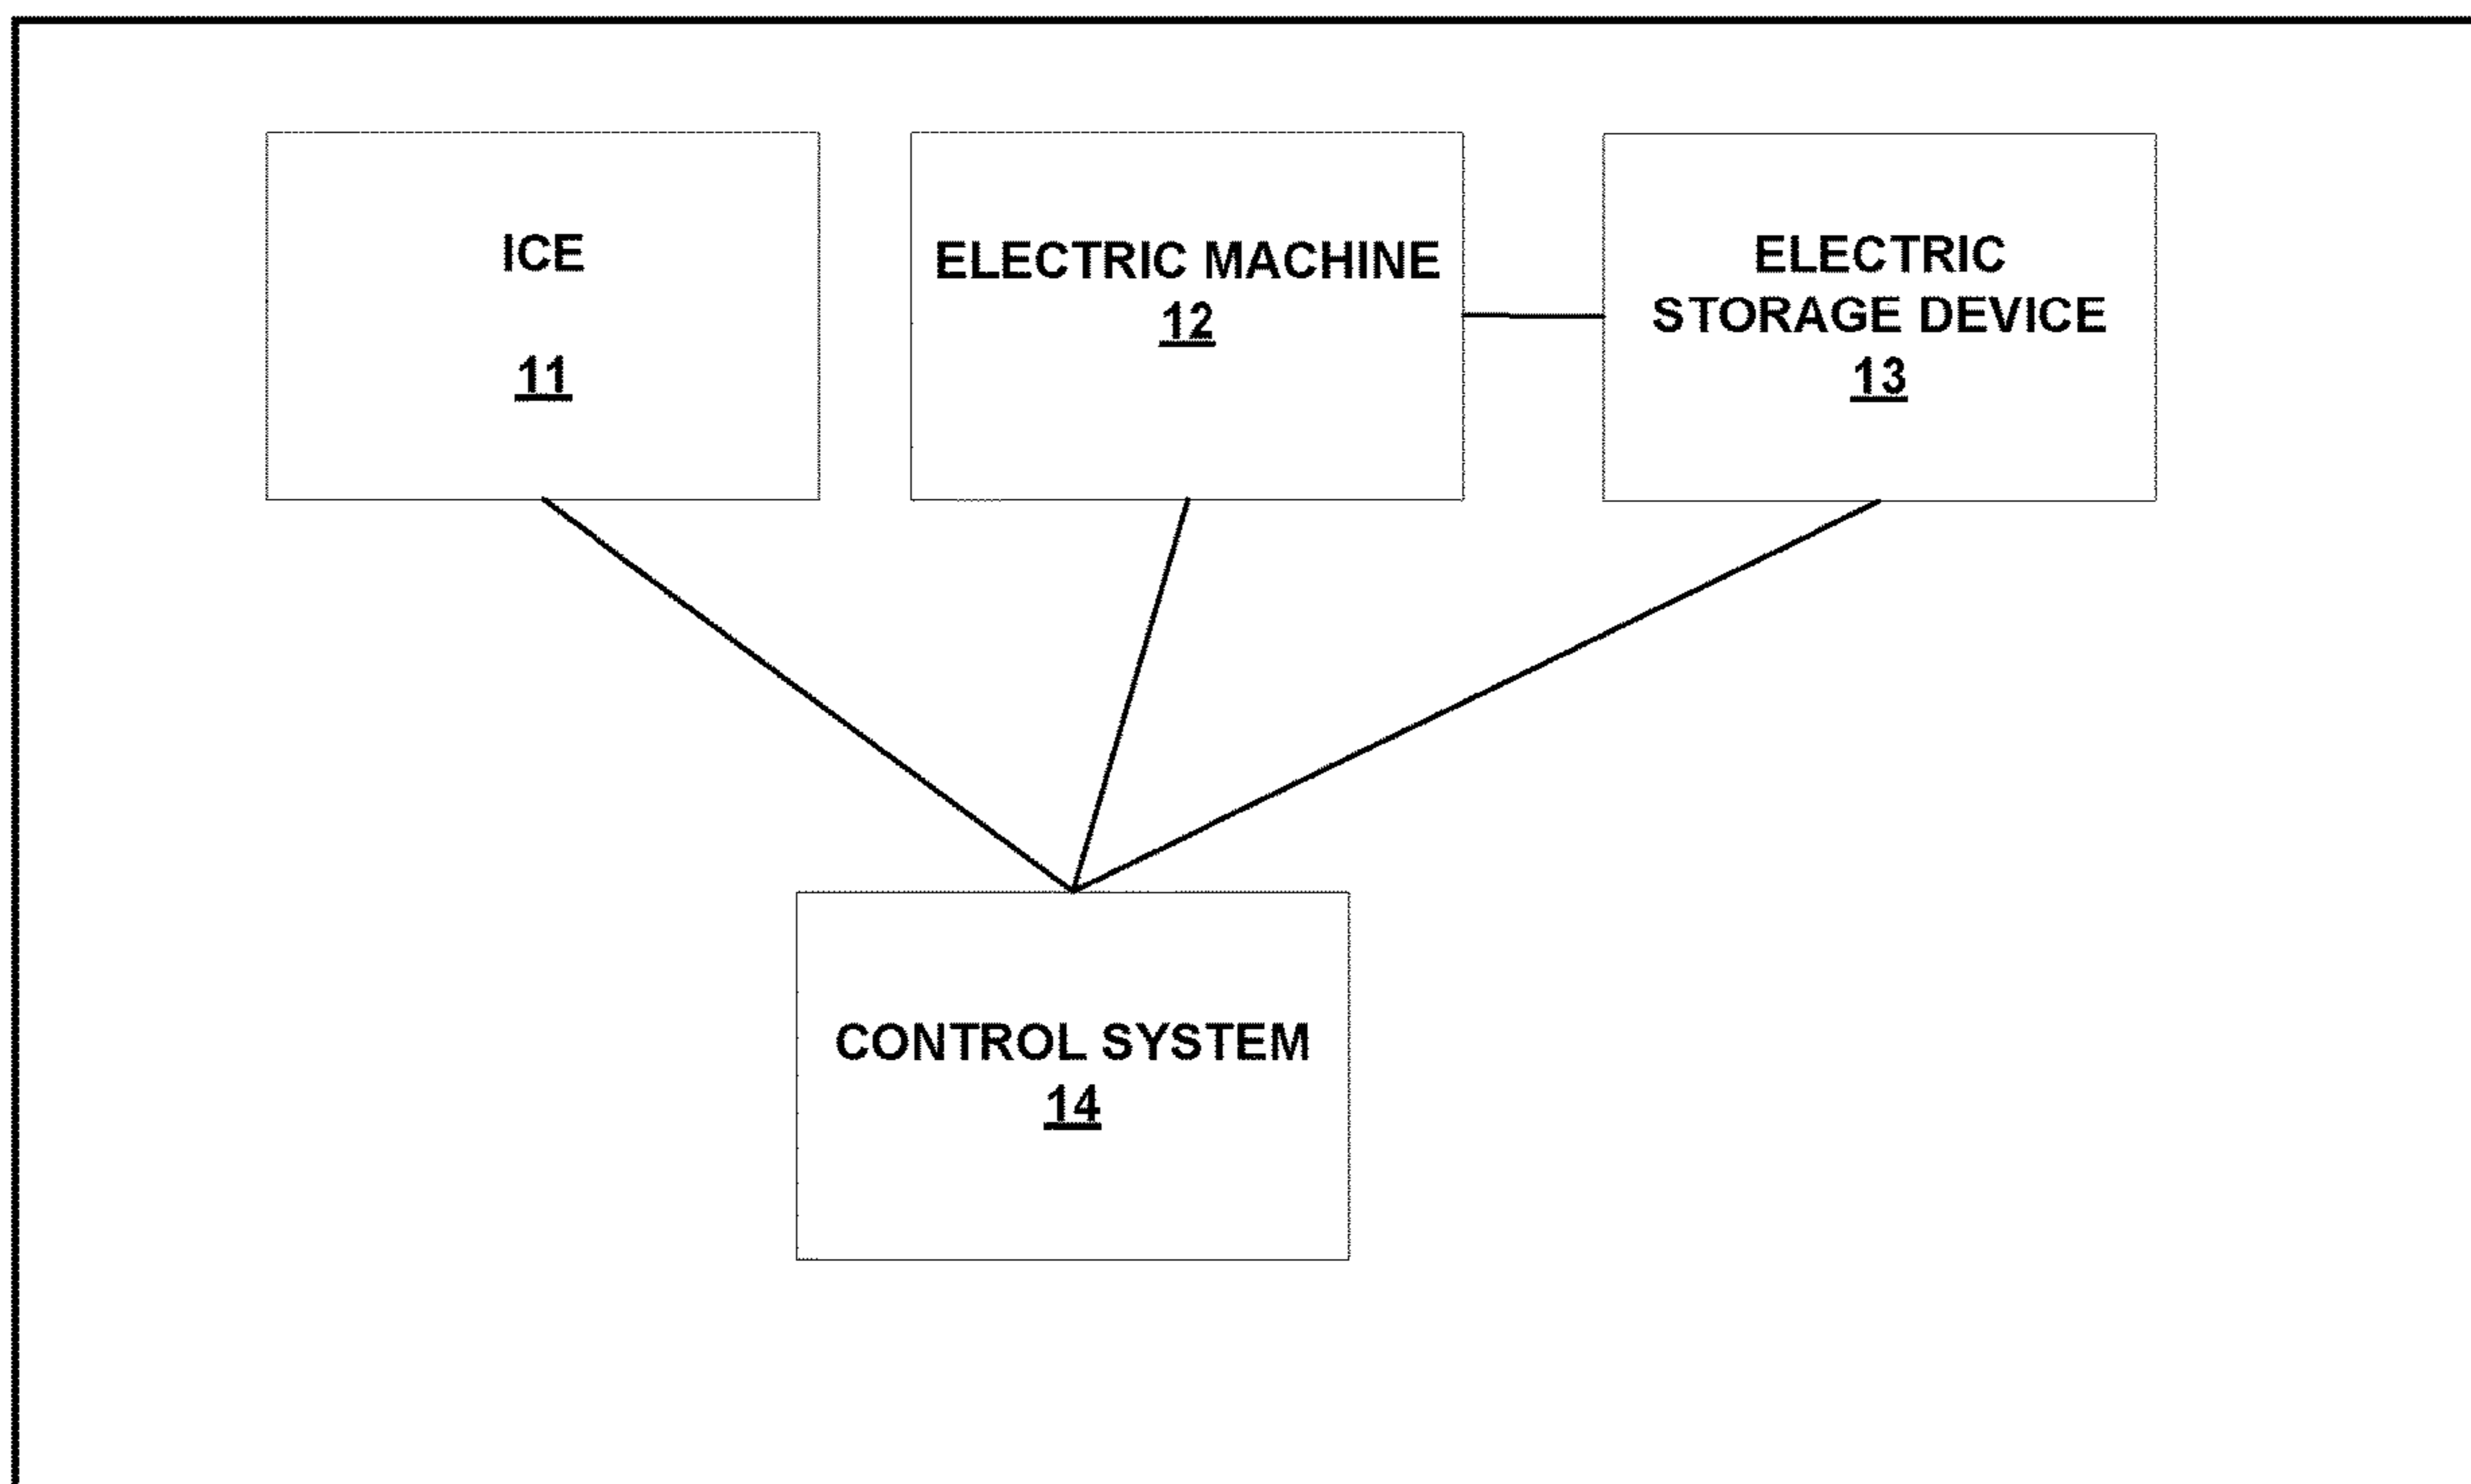 ICE
11
ELECTRIC MACHINE
12
ELECTRIC
STORAGE DEVICE
13
CONTROL SYSTEM
14